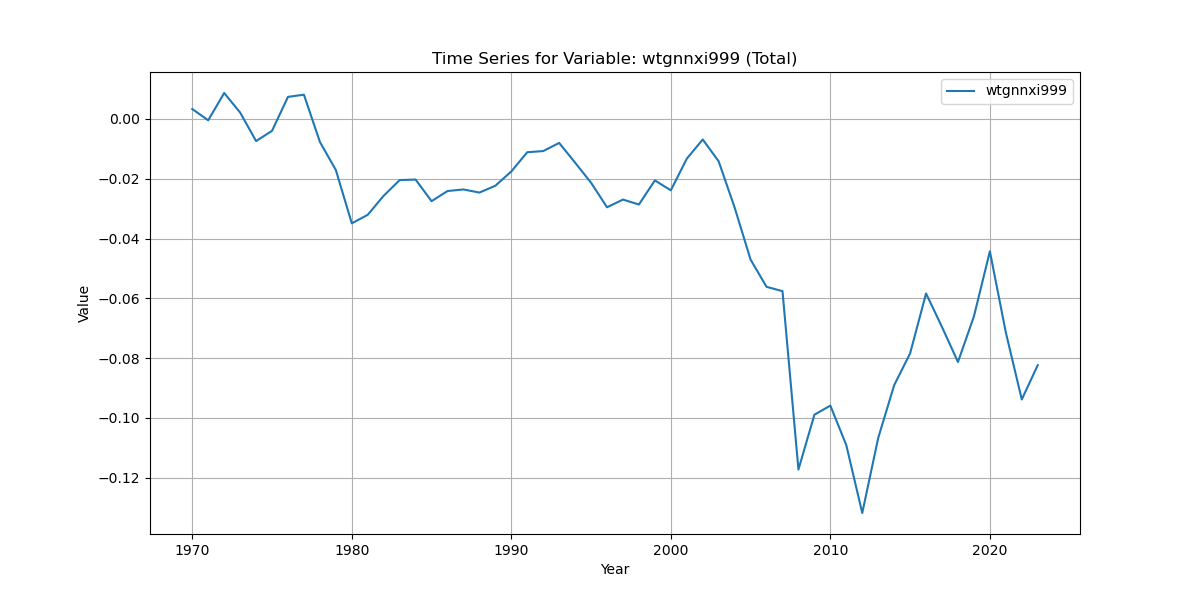 Time Series for Variable: wtgnnxi999 (Total)
wtgnnxi999
0.00
−0.02
−0.04
−0.06
−0.08
−0.10
−0.12
Value
1970 1980 1990 2000 2010 2020
Year